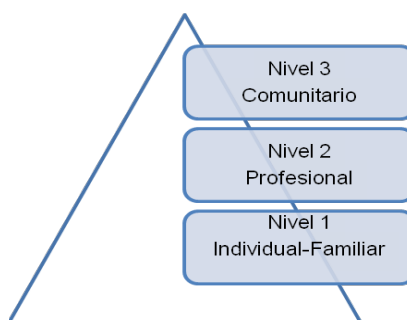 Nivel 3
Comunitario
Nivel 2
Profesional
Nivel 1
Individual-Familiar